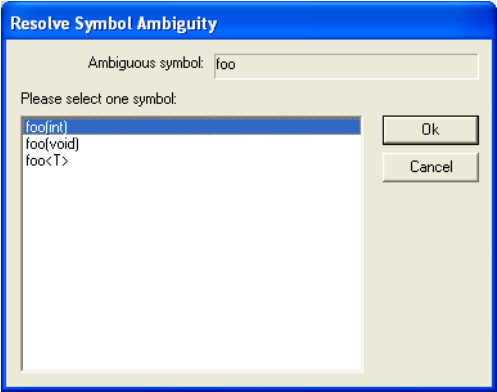 Resolve Symbol Ambiguity
Ambiguous symbol: foo
Please select one symbol:
foo(int)
foo(void)
foo<T>
Ok
Cancel